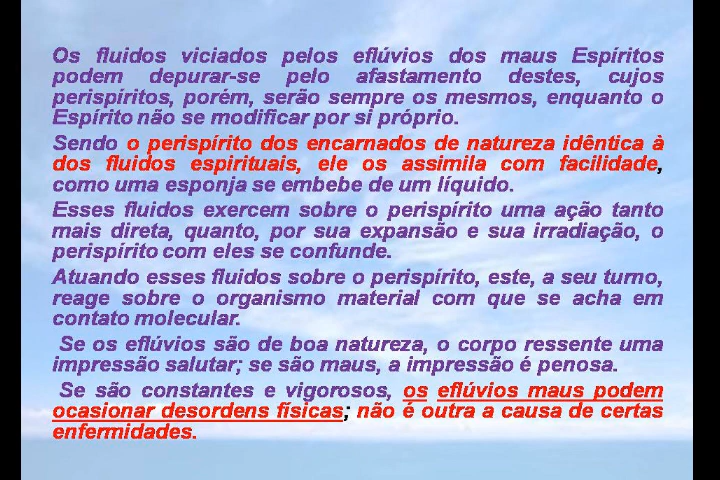 Os fluidos viciados pelos eflúvios dos maus Espíritos
podem depurar-se pelo afastamento destes, cujos
perispíritos, porém, serão sempre os mesmos, enquanto o
Espírito não se modificar por si próprio.
Sendo o perispírito dos encarnados de natureza idêntica à
dos fluidos espirituais, ele os assimila com facilidade,
como uma esponja se embebe de um líquido.
Esses fluidos exercem sobre o perispírito uma ação tanto
mais direta, quanto, por sua expansão e sua irradiação, o
perispírito com eles se confunde.
Atuando esses fluidos sobre o perispírito, este, a seu turno,
reage sobre o organismo material com que se acha em
contato molecular.
Se os eflúvios são de boa natureza, o corpo ressente uma
impressão salutar; se são maus, a impressão é penosa.
Se são constantes e vigorosos, os eflúvios maus podem
ocasionar desordens físicas; não é outra a causa de certas
enfermidades.